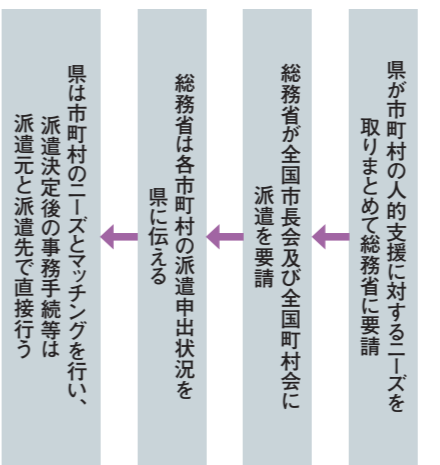 県が市町村の人的支援に対するニーズを
取りまとめて総務省に要請
総務省が全国市長会及び全国町村会に
派遣を要請
総務省は各市町村の派遣申出状況を
県に伝える
県は市町村のニーズとマッチングを行い、
派遣決定後の事務手続等は
派遣元と派遣先で直接行う